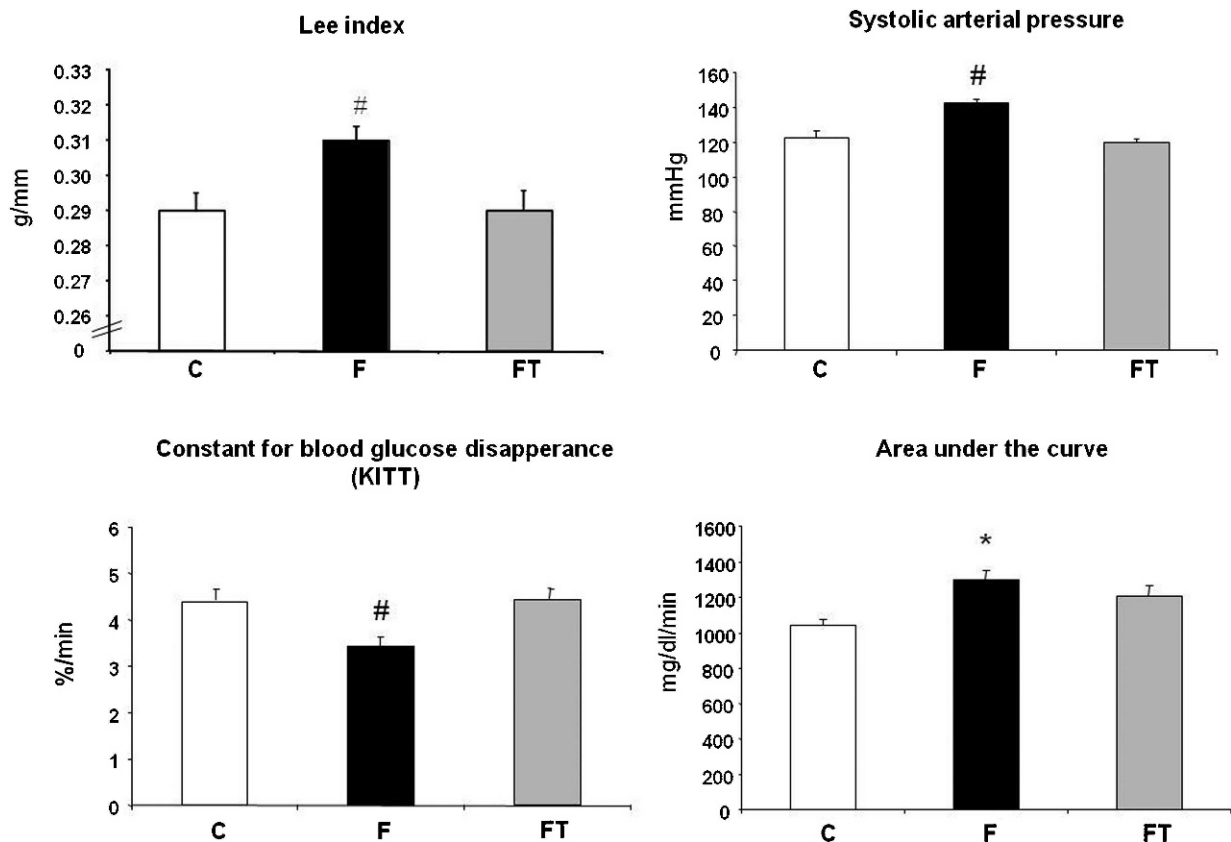 Lee index
g/mm
0.33
0.32
0.31
0.30
0.29
0.28
0.27
0.26
0
#
C F FT
Systolic arterial pressure
mmHg
160
140
120
100
80
60
40
20
0
#
C F FT
Constant for blood glucose disapperance
(KITT)
%/min
6
5
4
3
2
1
0
#
C F FT
Area under the curve
mg/dl/min
1600
1400
1200
1000
800
600
400
200
0
*
C F FT